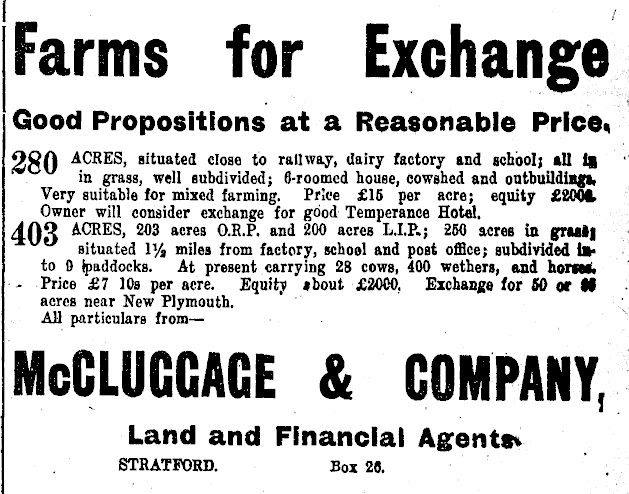 Farms for Exchange
Good Propositions at a Reasonable Price.
280 ACRES, situated close to railway, dairy factory and school; all in
in grass, well subdivided; 6-roomed house, cowshed and outbuildings.
Very suitable for mixed farming. Price £15 per acre; equity £2000.
Owner will consider exchange for good Temperance Hotel.
403 ACRES, 203 acres O.R.P. and 200 acres L.I.P.; 250 acres in grass;
situated 1½ miles from factory, school and post office; subdivided in-
to 9 paddocks. At present carrying 28 cows, 400 wethers, and horses.
Price £7 10s per acre. Equity about £2000. Exchange for 50 or
acres near New Plymouth.
All particulars from—
McCLUGGAGE & COMPANY,
Land and Financial Agents.
STRATFORD. Box 26.